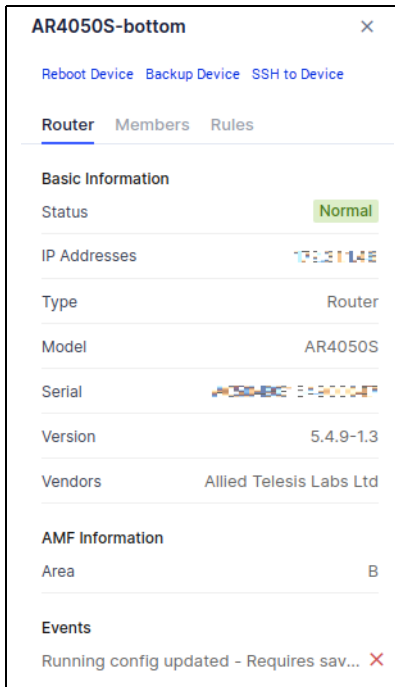 AR4050S-bottom
Reboot Device Backup Device SSH to Device
Router Members Rules
Basic Information
Status Normal
IP Addresses
Type Router
Model AR4050S
Serial
Version 5.4.9-1.3
Vendors Allied Telesis Labs Ltd
AMF Information
Area B
Events
Running config updated - Requires sav...